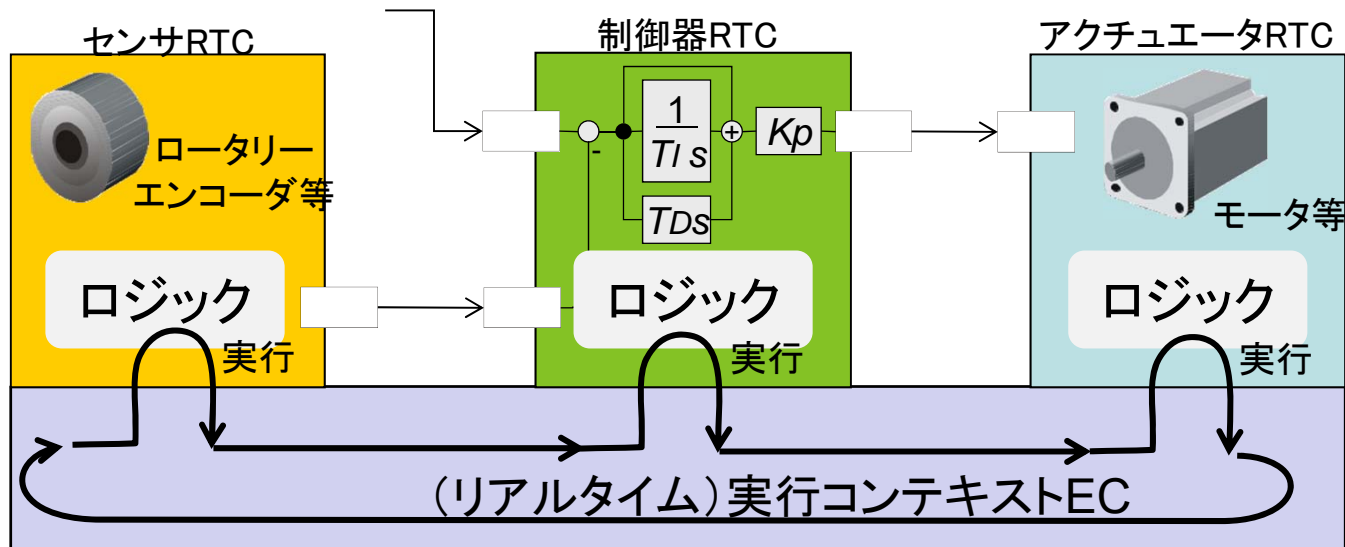 センサRTC
制御器RTC
アクチュエータRTC
ロータリー
エンコーダ等
-
1
TI s
+
Kp
TDs
モータ等
ロジック
ロジック
ロジック
実行
実行
実行
(リアルタイム)実行コンテキストEC